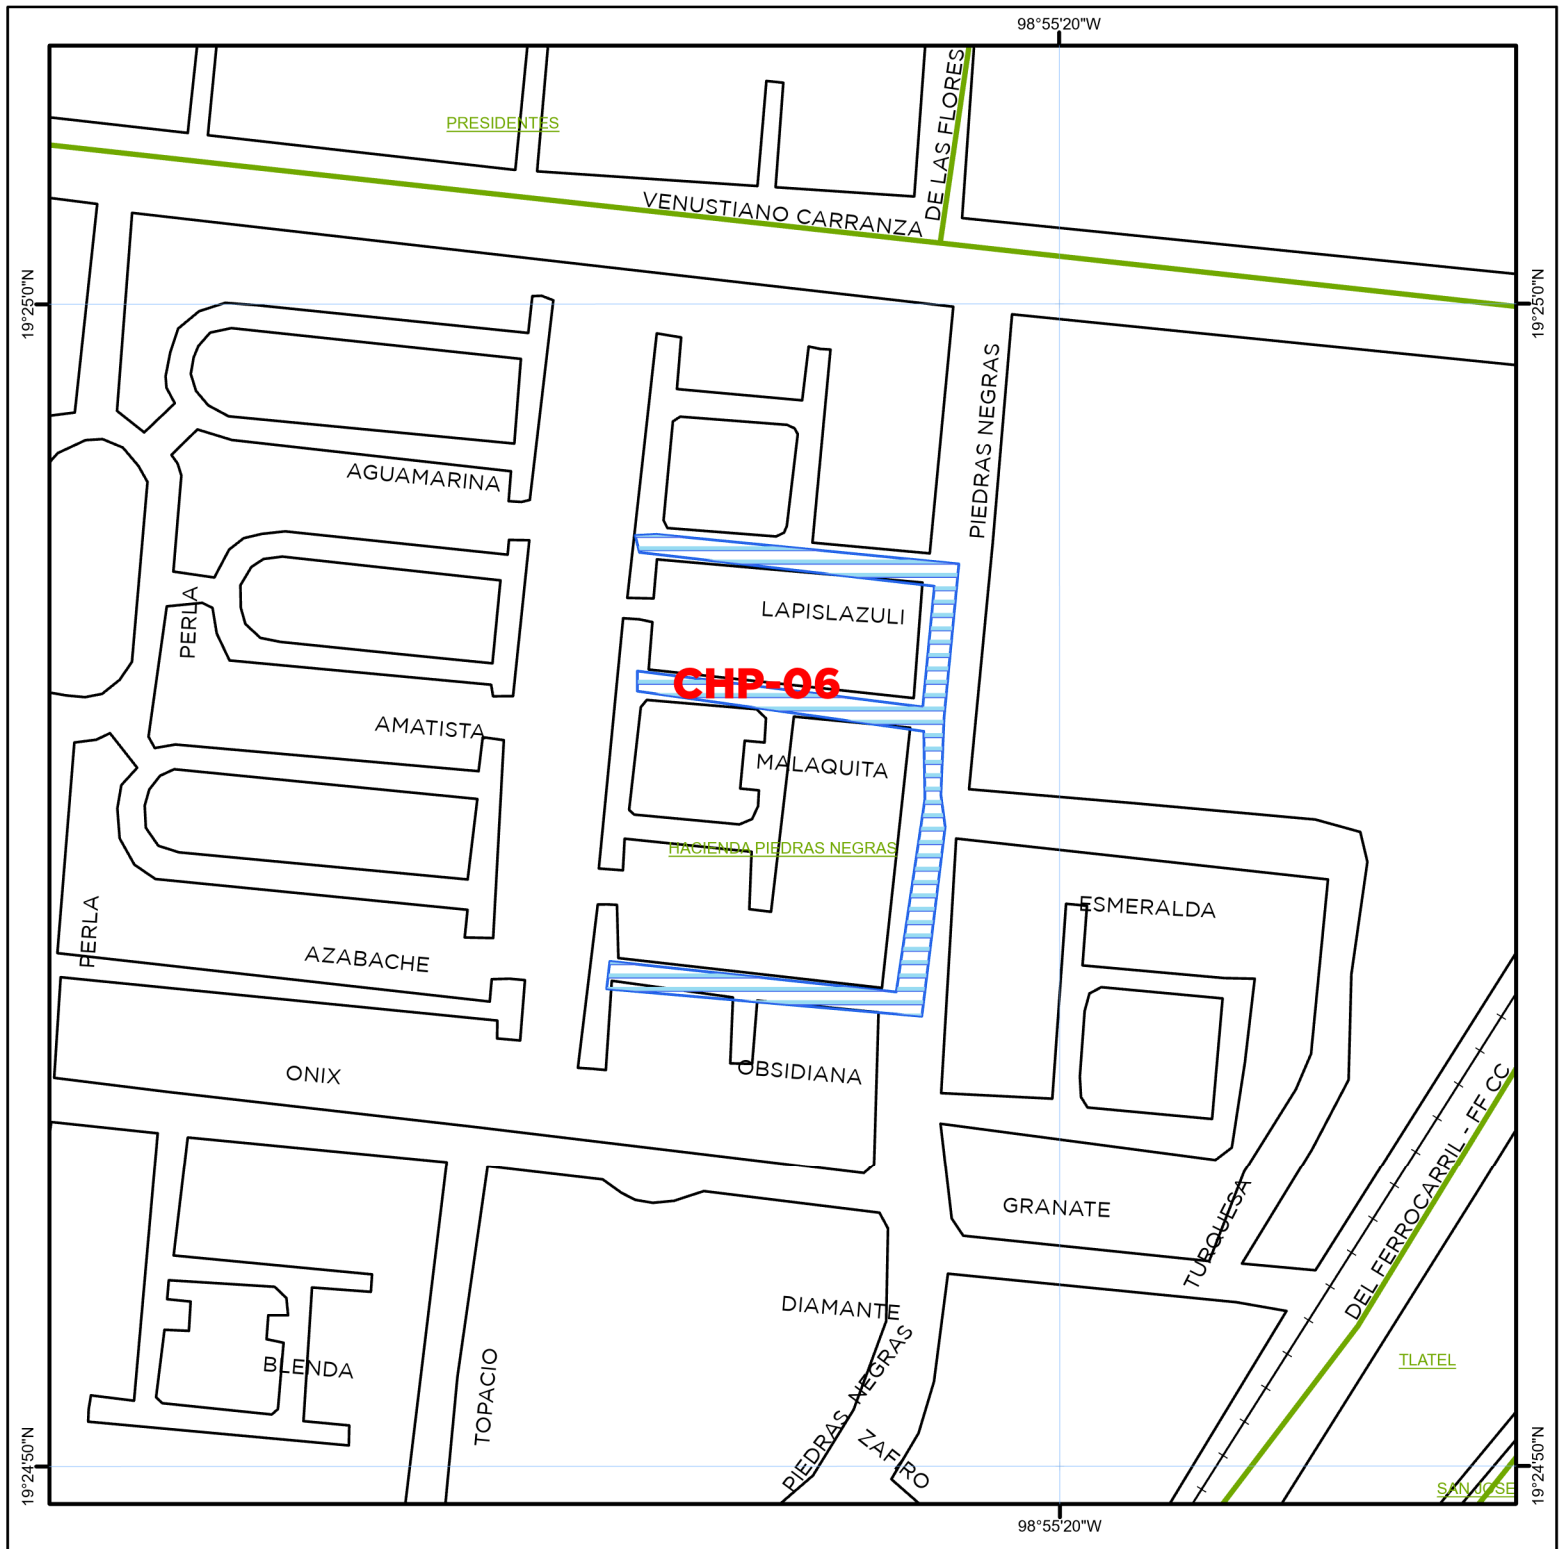 98°55'20"W
PRESIDENTES
DE LAS FLORES
VENUSTIANO CARRANZA
19°25'0"N
19°25'0"N
PIEDRAS NEGRAS
AGUAMARINA
PERLA
LAPISLAZULI
CHP-06
AMATISTA
MALAQUITA
HACIENDA PIEDRAS NEGRAS
PERLA
ESMERALDA
AZABACHE
ONIX
OBSIDIANA
GRANATE
TURQUESA
DEL FERROCARRIL - FF CC
DIAMANTE
PIEDRAS NEGRAS
BLENDA
TOPACIO
TLATEL
ZAFIRO
19°24'50"N
19°24'50"N
SAN JOSE
98°55'20"W